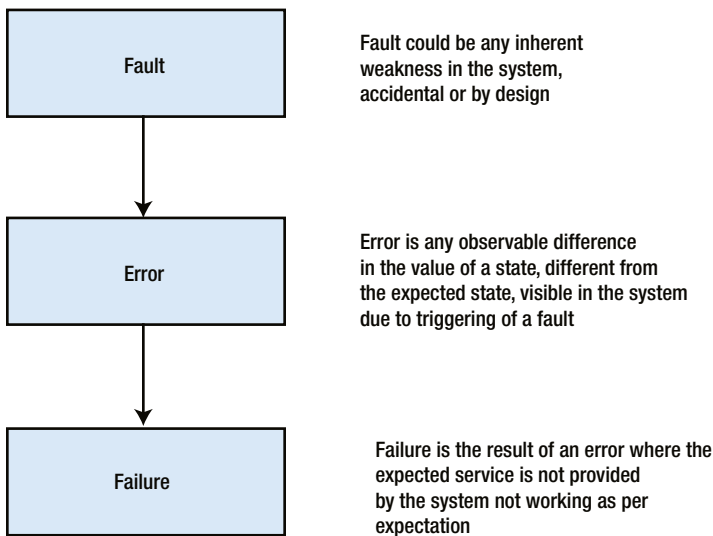 Fault
Fault could be any inherent
weakness in the system,
accidental or by design
Error
Error is any observable difference
in the value of a state, different from
the expected state, visible in the system
due to triggering of a fault
Failure
Failure is the result of an error where the
expected service is not provided
by the system not working as per
expectation